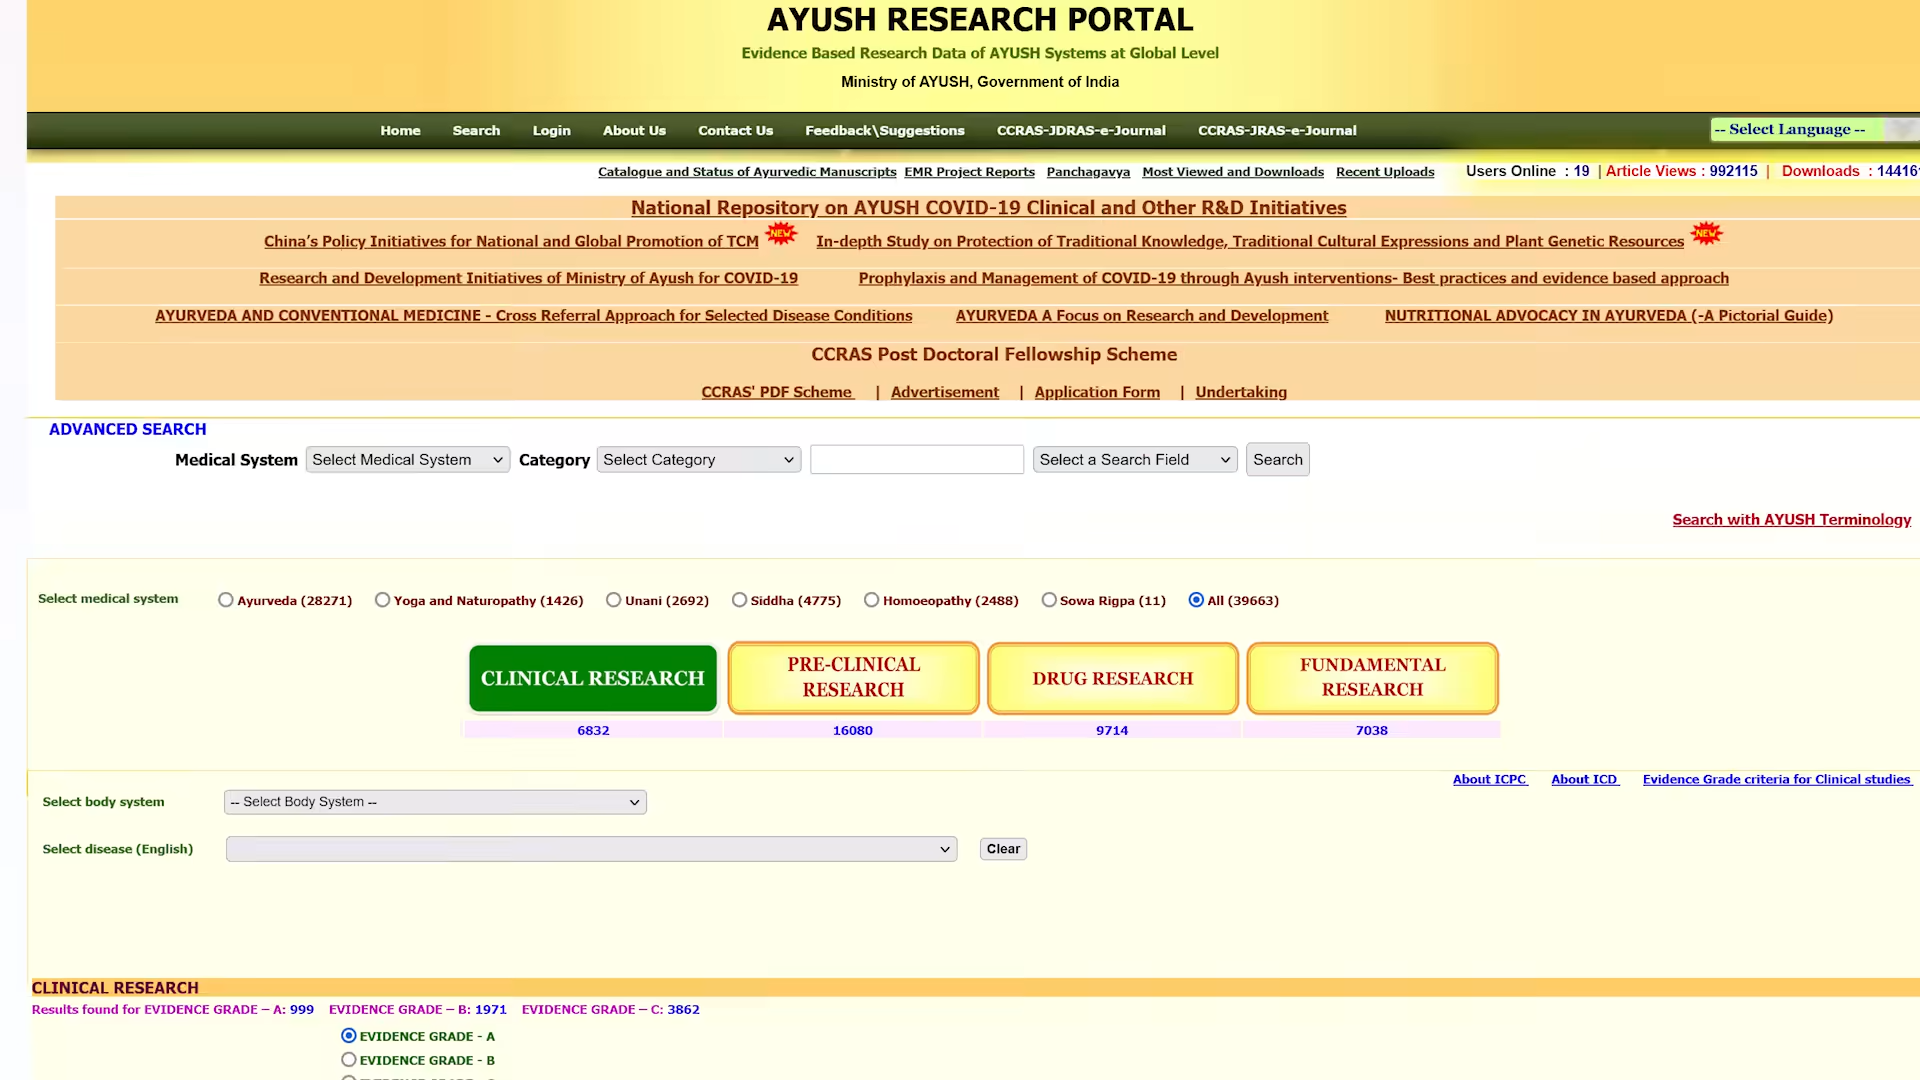 AYUSH RESEARCH PORTAL
Evidence Based Research Data of AYUSH Systems at Global Level
Ministry of AYUSH, Government of India
Home Search Login About Us Contact Us Feedback\Suggestions CCRAS-JDRAS-e-Journal CCRAS-JRAS-e-Journal -- Select Language --
Catalogue and Status of Ayurvedic Manuscripts EMR Project Reports Panchagavya Most Viewed and Downloads Recent Uploads Users Online : 19 | Article Views : 992115 | Downloads : 14416
National Repository on AYUSH COVID-19 Clinical and Other R&D Initiatives
China's Policy Initiatives for National and Global Promotion of TCM NEW In-depth Study on Protection of Traditional Knowledge, Traditional Cultural Expressions and Plant Genetic Resources NEW
Research and Development Initiatives of Ministry of Ayush for COVID-19 Prophylaxis and Management of COVID-19 through Ayush interventions- Best practices and evidence based approach
AYURVEDA AND CONVENTIONAL MEDICINE - Cross Referral Approach for Selected Disease Conditions AYURVEDA A Focus on Research and Development NUTRITIONAL ADVOCACY IN AYURVEDA (-A Pictorial Guide)
CCRAS Post Doctoral Fellowship Scheme
CCRAS' PDF Scheme | Advertisement | Application Form | Undertaking
ADVANCED SEARCH
Medical System Select Medical System Category Select Category Select a Search Field Search
Search with AYUSH Terminology
Select medical system Ayurveda (28271) Yoga and Naturopathy (1426) Unani (2692) Siddha (4775) Homoeopathy (2488) Sowa Rigpa (11) All (39663)
CLINICAL RESEARCH PRE-CLINICAL RESEARCH DRUG RESEARCH FUNDAMENTAL RESEARCH
6832 16080 9714 7038
About ICPC About ICD Evidence Grade criteria for Clinical studies
Select body system -- Select Body System --
Select disease (English) Clear
CLINICAL RESEARCH
Results found for EVIDENCE GRADE – A: 999 EVIDENCE GRADE – B: 1971 EVIDENCE GRADE – C: 3862
EVIDENCE GRADE - A
EVIDENCE GRADE - B